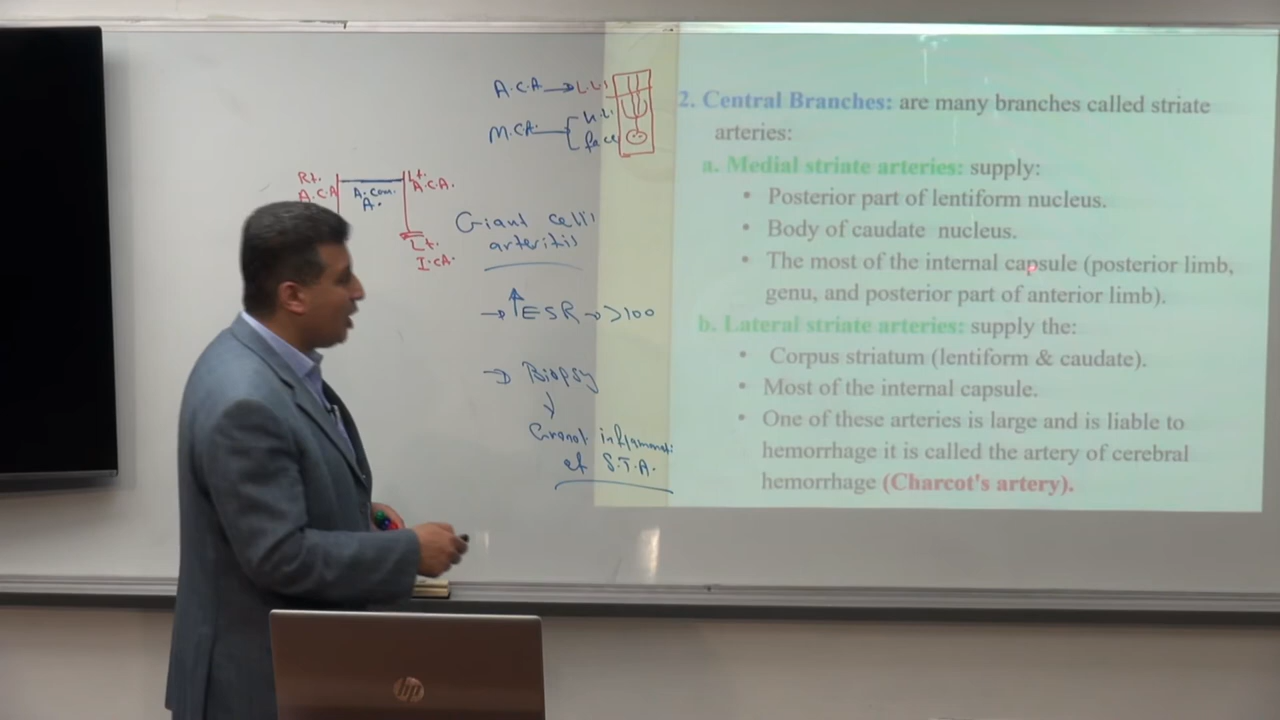 A.C.A → L.L
M.C.A. U.L.
face
Rt. A.C.A
A. Com. A.
Lt. A.C.A.
Lt. I.C.A.
Giant cell
arteritis
→ ↑ ESR → >100
→ Biopsy
of S.T.A.
2. Central Branches: are many branches called striate
arteries:
a. Medial striate arteries: supply:
• Posterior part of lentiform nucleus.
• Body of caudate nucleus.
• The most of the internal capsule (posterior limb,
genu, and posterior part of anterior limb).
b. Lateral striate arteries: supply the:
• Corpus striatum (lentiform & caudate).
• Most of the internal capsule.
• One of these arteries is large and is liable to
hemorrhage it is called the artery of cerebral
hemorrhage (Charcot's artery).
hp